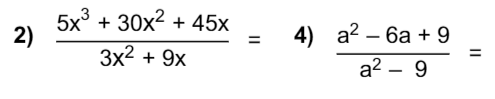 2) (5x³ + 30x² + 45x) / (3x² + 9x) =
4) (a² – 6a + 9) / (a² – 9) =